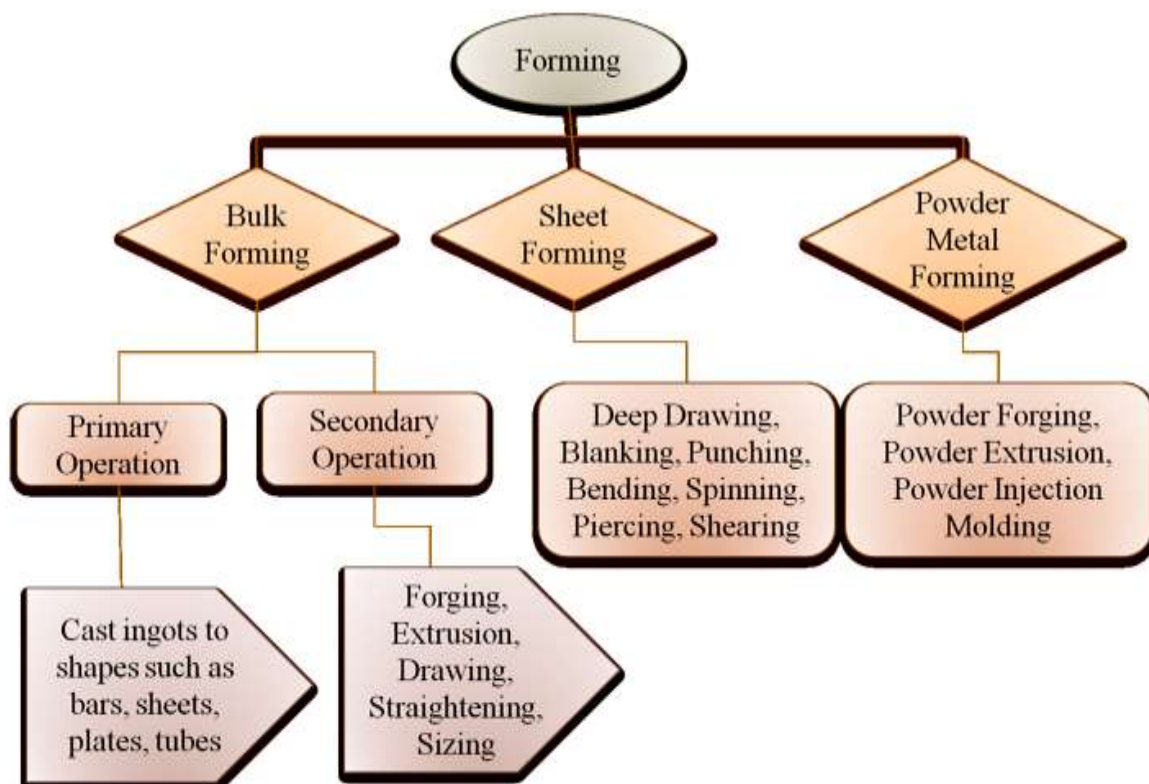 Forming
Bulk
Forming
Sheet
Forming
Powder
Metal
Forming
Primary
Operation
Secondary
Operation
Deep Drawing,
Blanking, Punching,
Bending, Spinning,
Piercing, Shearing
Powder Forging,
Powder Extrusion,
Powder Injection
Molding
Cast ingots to
shapes such as
bars, sheets,
plates, tubes
Forging,
Extrusion,
Drawing,
Straightening,
Sizing